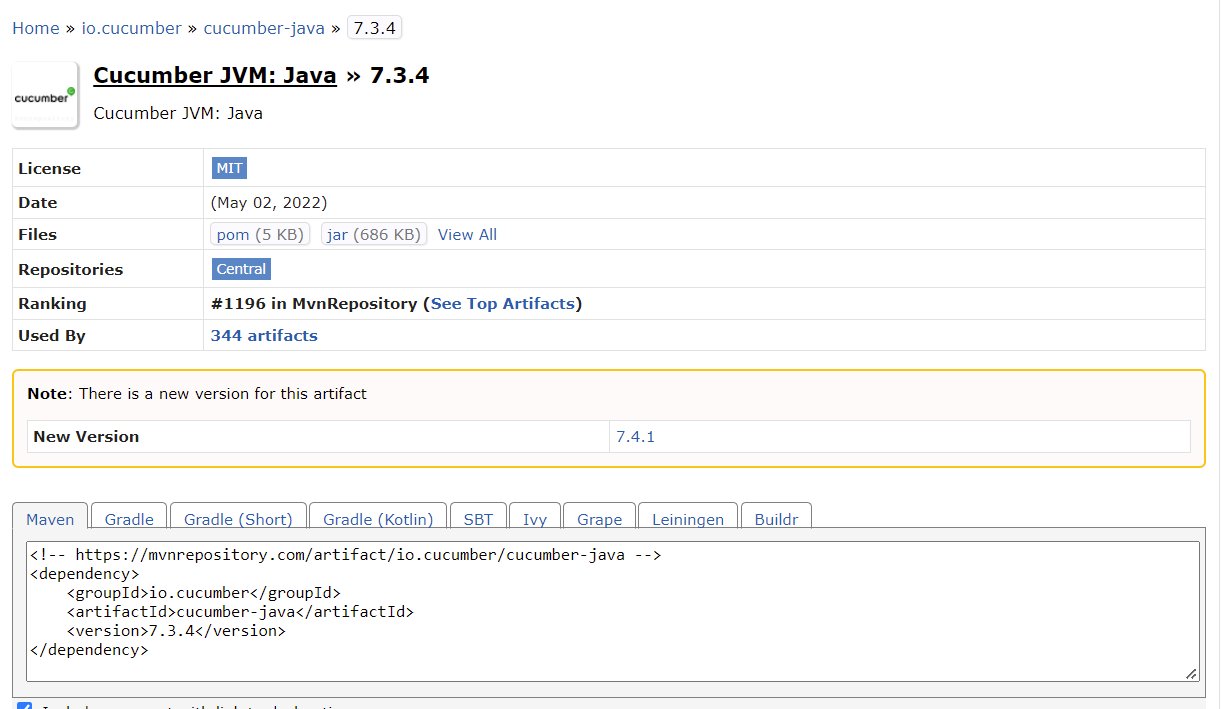 Home » io.cucumber » cucumber-java » 7.3.4
cucumber
Cucumber JVM: Java » 7.3.4
Cucumber JVM: Java
License MIT
Date (May 02, 2022)
Files pom (5 KB) jar (686 KB) View All
Repositories Central
Ranking #1196 in MvnRepository (See Top Artifacts)
Used By 344 artifacts
Note: There is a new version for this artifact
New Version 7.4.1
Maven Gradle Gradle (Short) Gradle (Kotlin) SBT Ivy Grape Leiningen Buildr
<!-- https://mvnrepository.com/artifact/io.cucumber/cucumber-java -->
<dependency>
    <groupId>io.cucumber</groupId>
    <artifactId>cucumber-java</artifactId>
    <version>7.3.4</version>
</dependency>